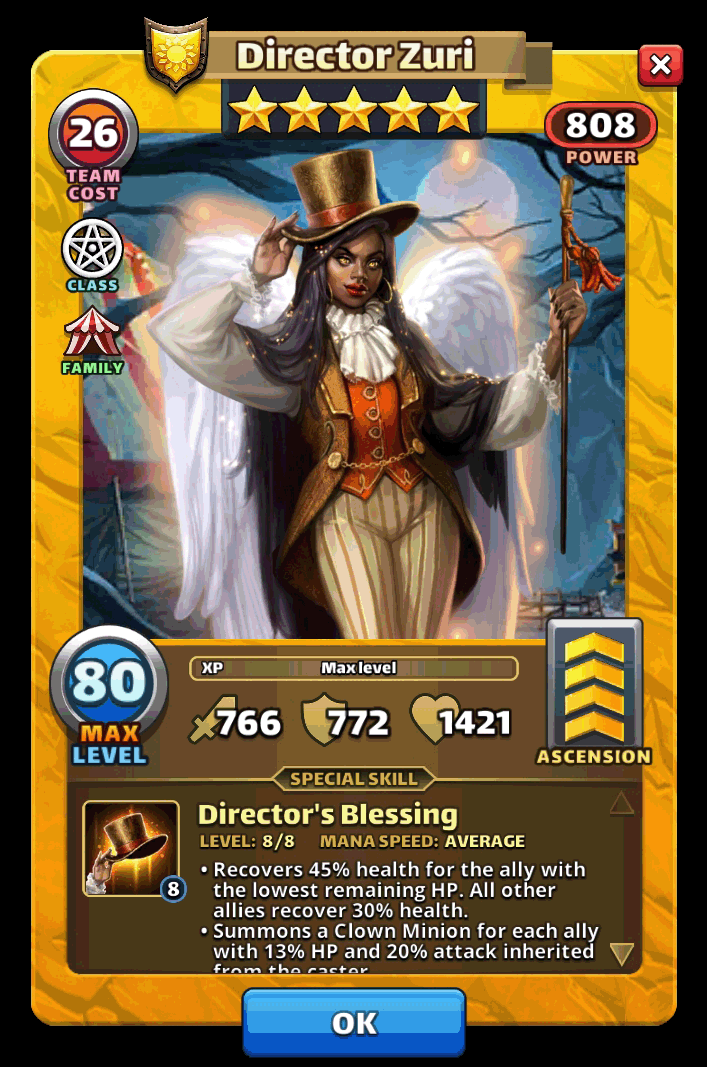 Director Zuri
26
TEAM
COST
808
POWER
CLASS
FAMILY
80
MAX
LEVEL
XP
Max level
766
772
1421
ASCENSION
SPECIAL SKILL
Director's Blessing
LEVEL: 8/8 MANA SPEED: AVERAGE
8
• Recovers 45% health for the ally with
the lowest remaining HP. All other
allies recover 30% health.
• Summons a Clown Minion for each ally
with 13% HP and 20% attack inherited
from the caster
OK